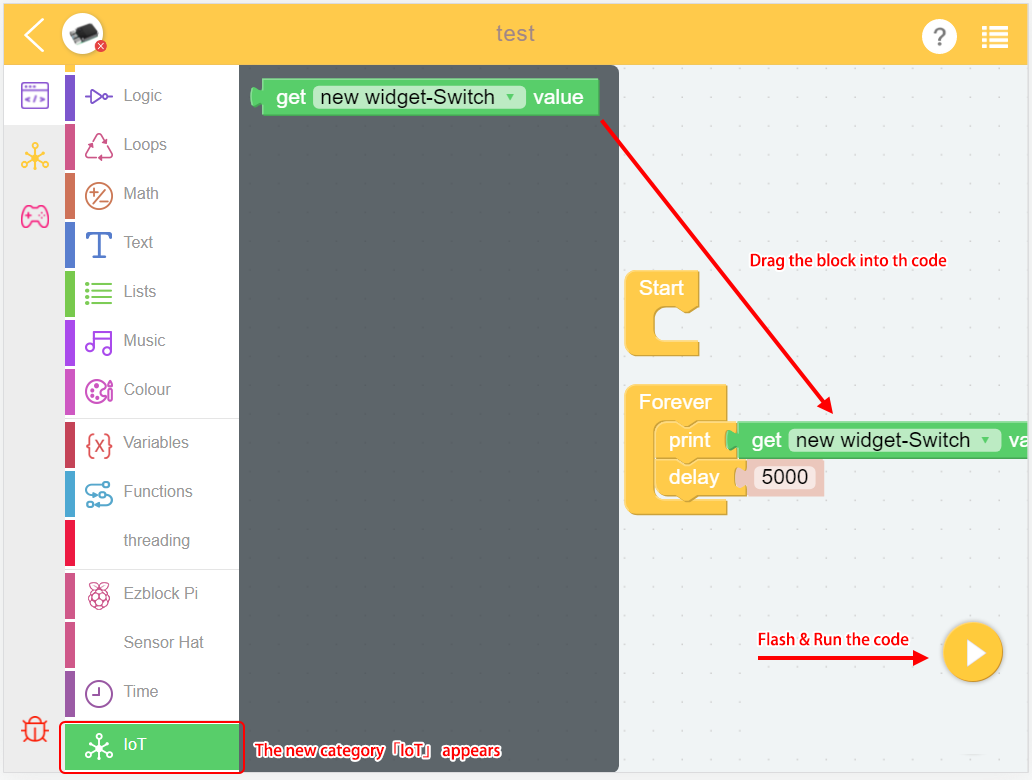 test
?
Logic
Loops
Math
Text
Lists
Music
Colour
Variables
Functions
threading
Ezblock Pi
Sensor Hat
Time
IoT
get new widget-Switch value
Drag the block into th code
Start
Forever
print get new widget-Switch va
delay 5000
Flash & Run the code
The new category「IoT」 appears